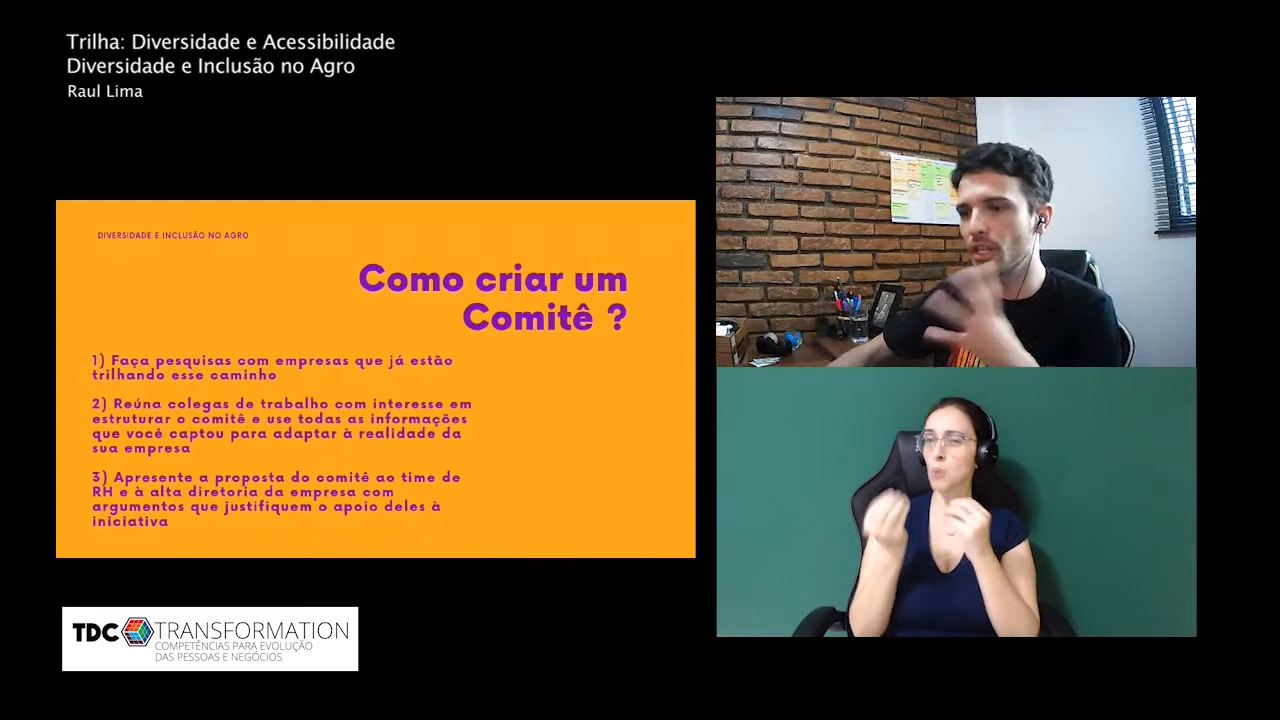 Trilha: Diversidade e Acessibilidade
Diversidade e Inclusão no Agro
Raul Lima
DIVERSIDADE E INCLUSÃO NO AGRO
Como criar um
Comitê ?
1) Faça pesquisas com empresas que já estão
trilhando esse caminho
2) Reúna colegas de trabalho com interesse em
estruturar o comitê e use todas as informações
que você captou para adaptar à realidade da
sua empresa
3) Apresente a proposta do comitê ao time de
RH e à alta diretoria da empresa com
argumentos que justifiquem o apoio deles à
iniciativa
TDC TRANSFORMATION
COMPETÊNCIAS PARA EVOLUÇÃO
DAS PESSOAS E NEGÓCIOS